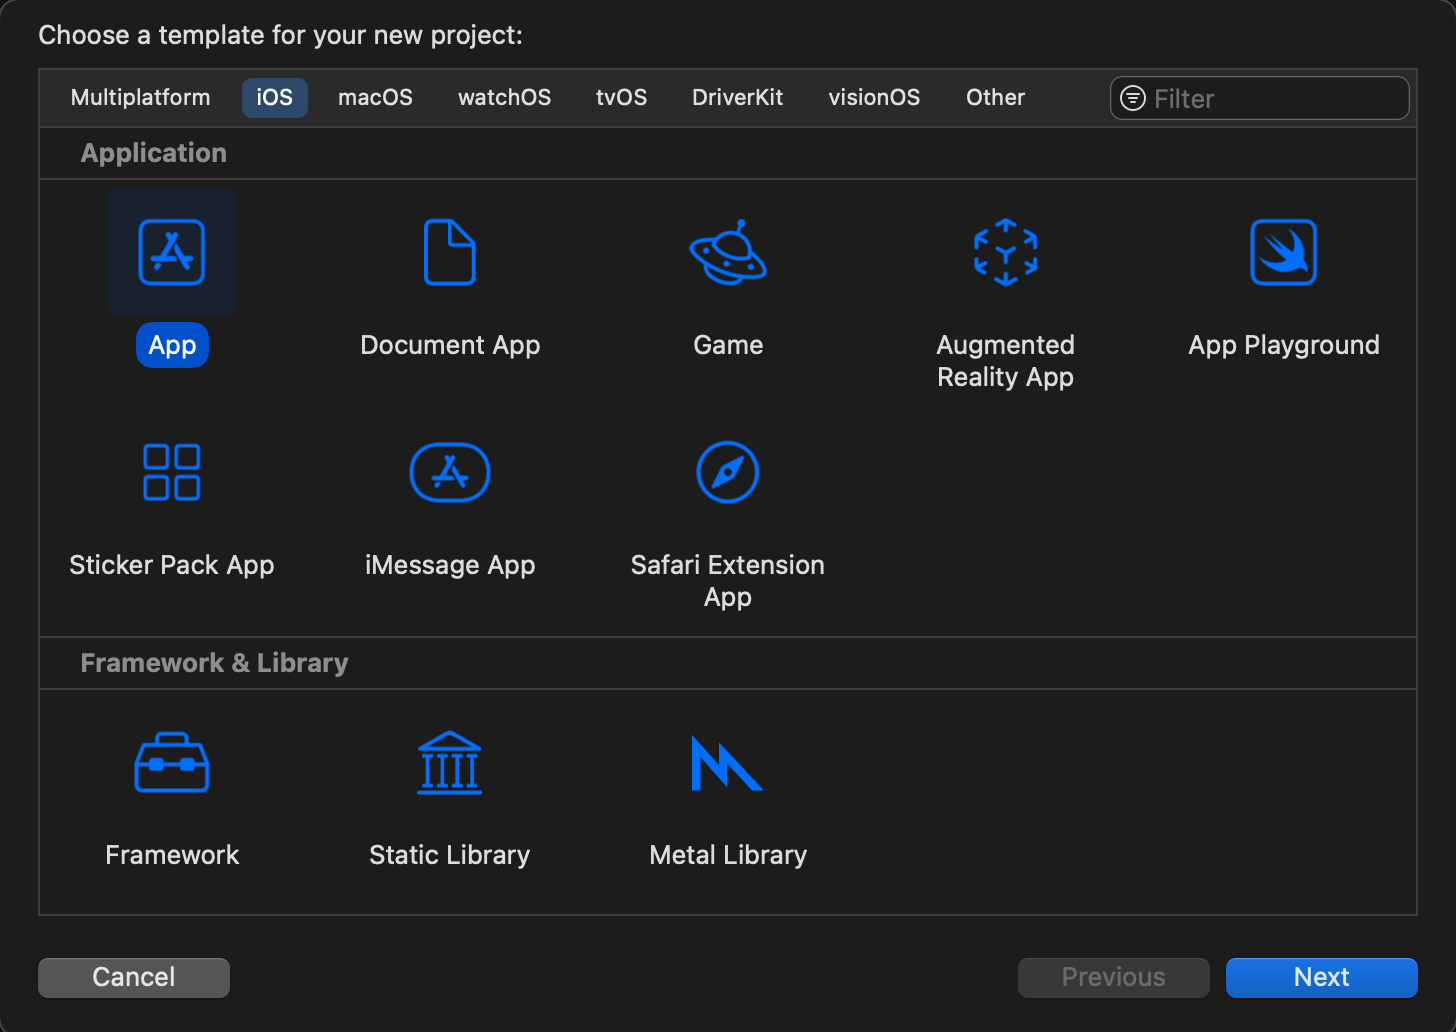 Choose a template for your new project:
Multiplatform iOS macOS watchOS tvOS DriverKit visionOS Other Filter
Application
App Document App Game Augmented App Playground
Reality App
Sticker Pack App iMessage App Safari Extension
App
Framework & Library
Framework Static Library Metal Library
Cancel Previous Next